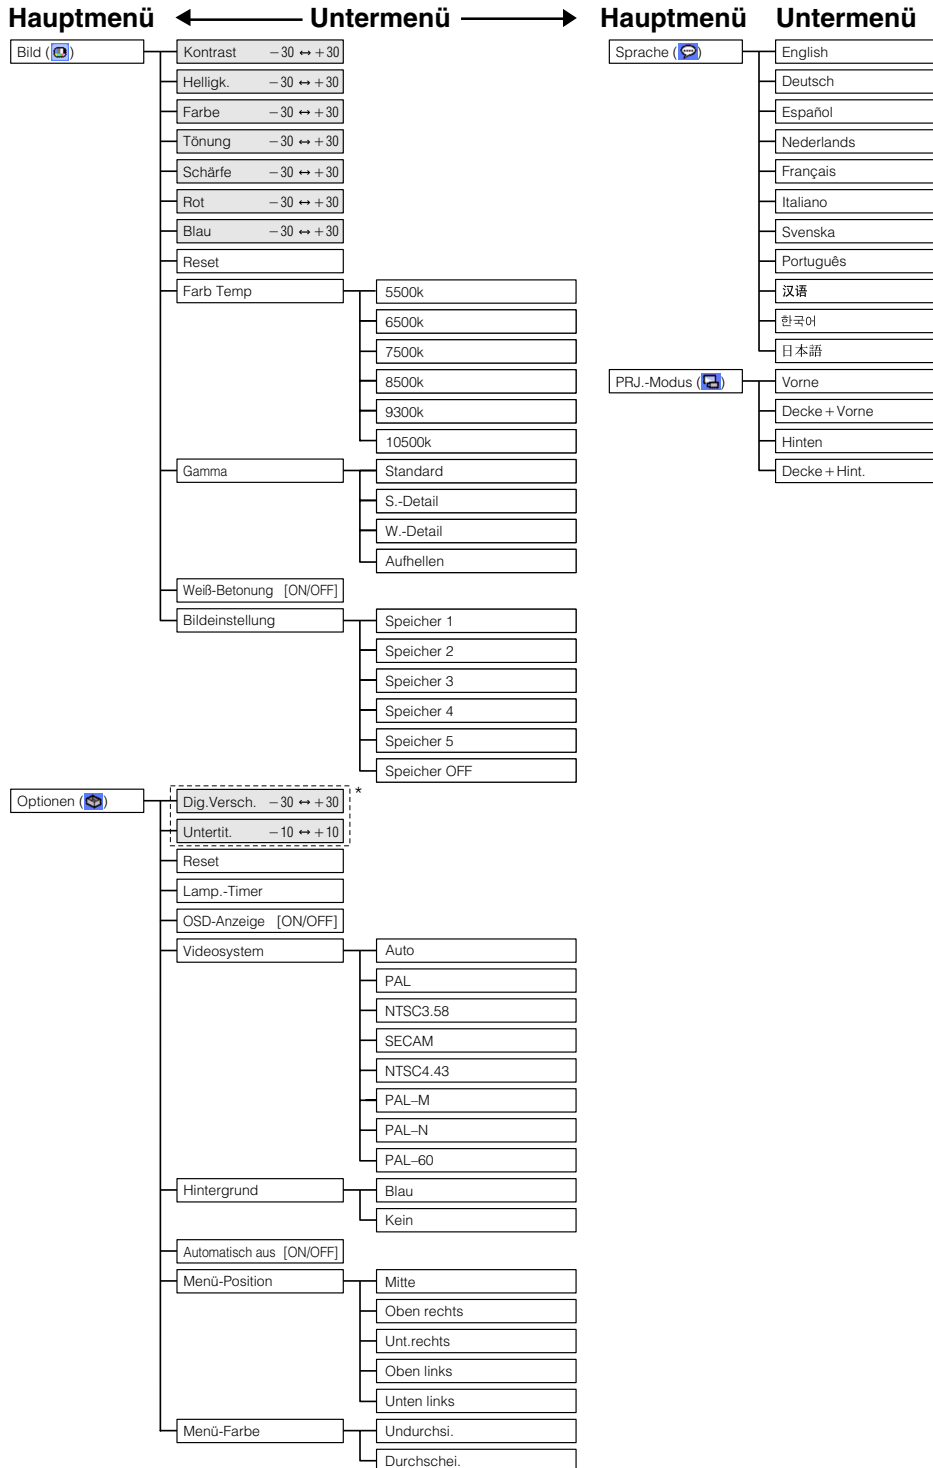 Hauptmenü Untermenü Hauptmenü Untermenü
Bild ( )
Kontrast −30 ↔ +30
Helligk. −30 ↔ +30
Farbe −30 ↔ +30
Tönung −30 ↔ +30
Schärfe −30 ↔ +30
Rot −30 ↔ +30
Blau −30 ↔ +30
Reset
Farb Temp
5500k
6500k
7500k
8500k
9300k
10500k
Gamma
Standard
S.-Detail
W.-Detail
Aufhellen
Weiß-Betonung [ON/OFF]
Bildeinstellung
Speicher 1
Speicher 2
Speicher 3
Speicher 4
Speicher 5
Speicher OFF
Optionen ( )
Dig.Versch. −30 ↔ +30 *
Untertit. −10 ↔ +10
Reset
Lamp.-Timer
OSD-Anzeige [ON/OFF]
Videosystem
Auto
PAL
NTSC3.58
SECAM
NTSC4.43
PAL–M
PAL–N
PAL–60
Hintergrund
Blau
Kein
Automatisch aus [ON/OFF]
Menü-Position
Mitte
Oben rechts
Unt.rechts
Oben links
Unten links
Menü-Farbe
Undurchsi.
Durchschei.
Sprache ( )
English
Deutsch
Español
Nederlands
Français
Italiano
Svenska
Português
汉语
한국어
日本語
PRJ.-Modus ( )
Vorne
Decke+Vorne
Hinten
Decke+Hint.